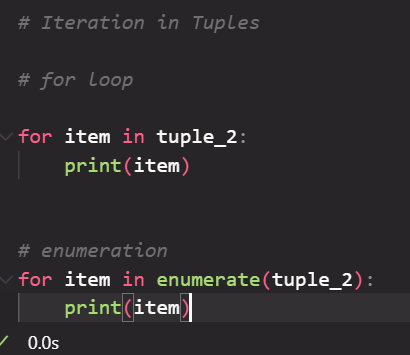 # Iteration in Tuples
# for loop
for item in tuple_2:
    print(item)
# enumeration
for item in enumerate(tuple_2):
    print(item)
0.0s